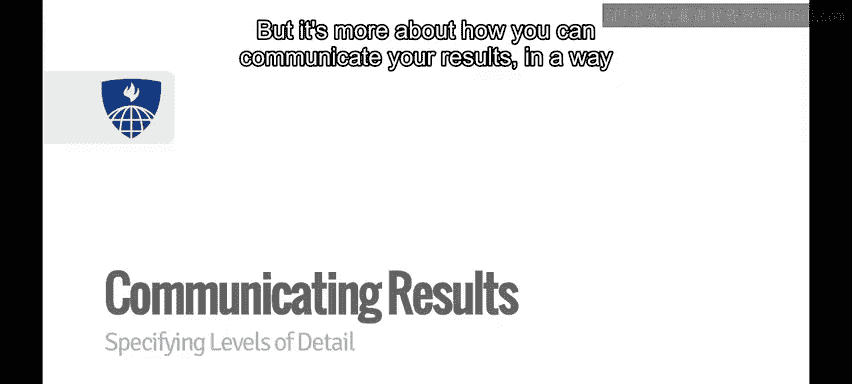 But it's more about how you can
communicate your results, in a way
Communicating Results
Specifying Levels of Detail